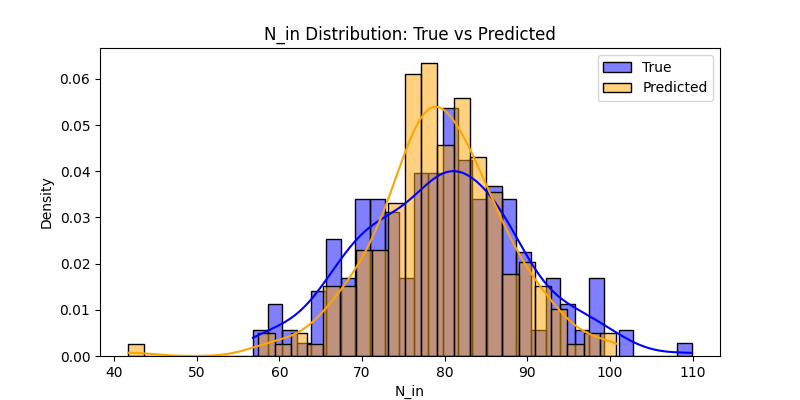 N_in Distribution: True vs Predicted
True
Predicted
Density
0.06
0.05
0.04
0.03
0.02
0.01
0.00
40 50 60 70 80 90 100 110
N_in